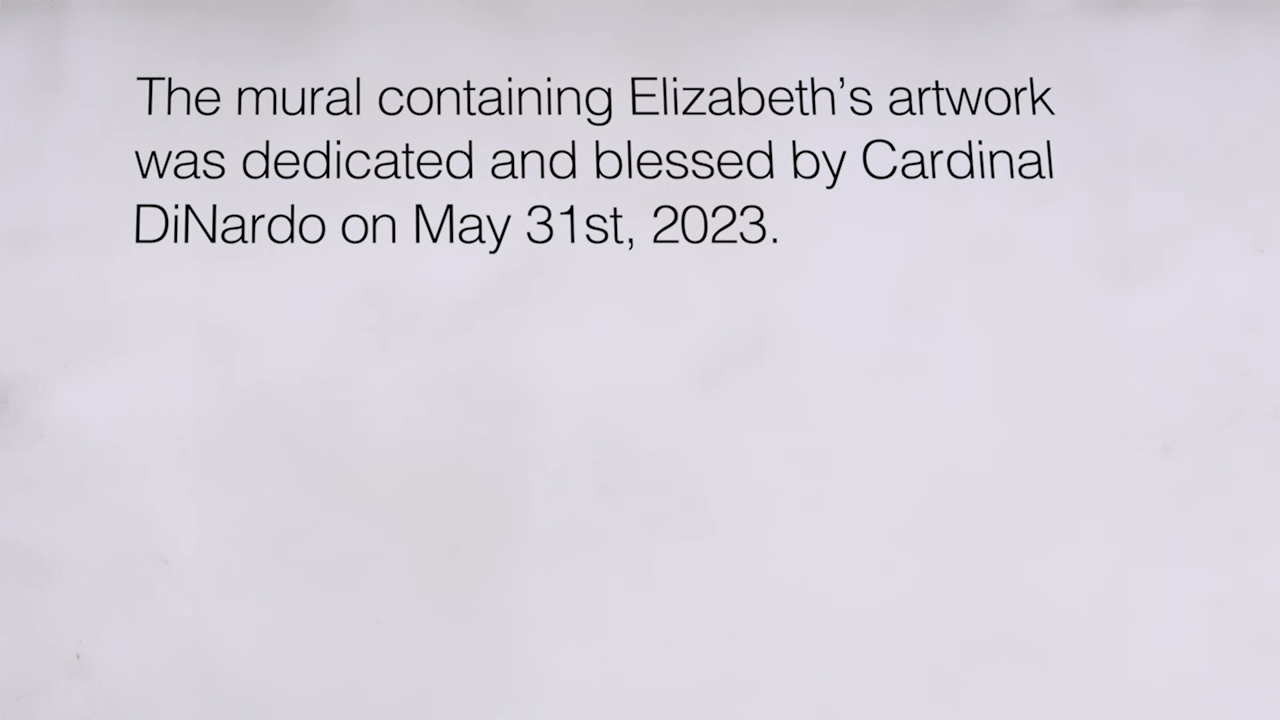 The mural containing Elizabeth’s artwork
was dedicated and blessed by Cardinal
DiNardo on May 31st, 2023.